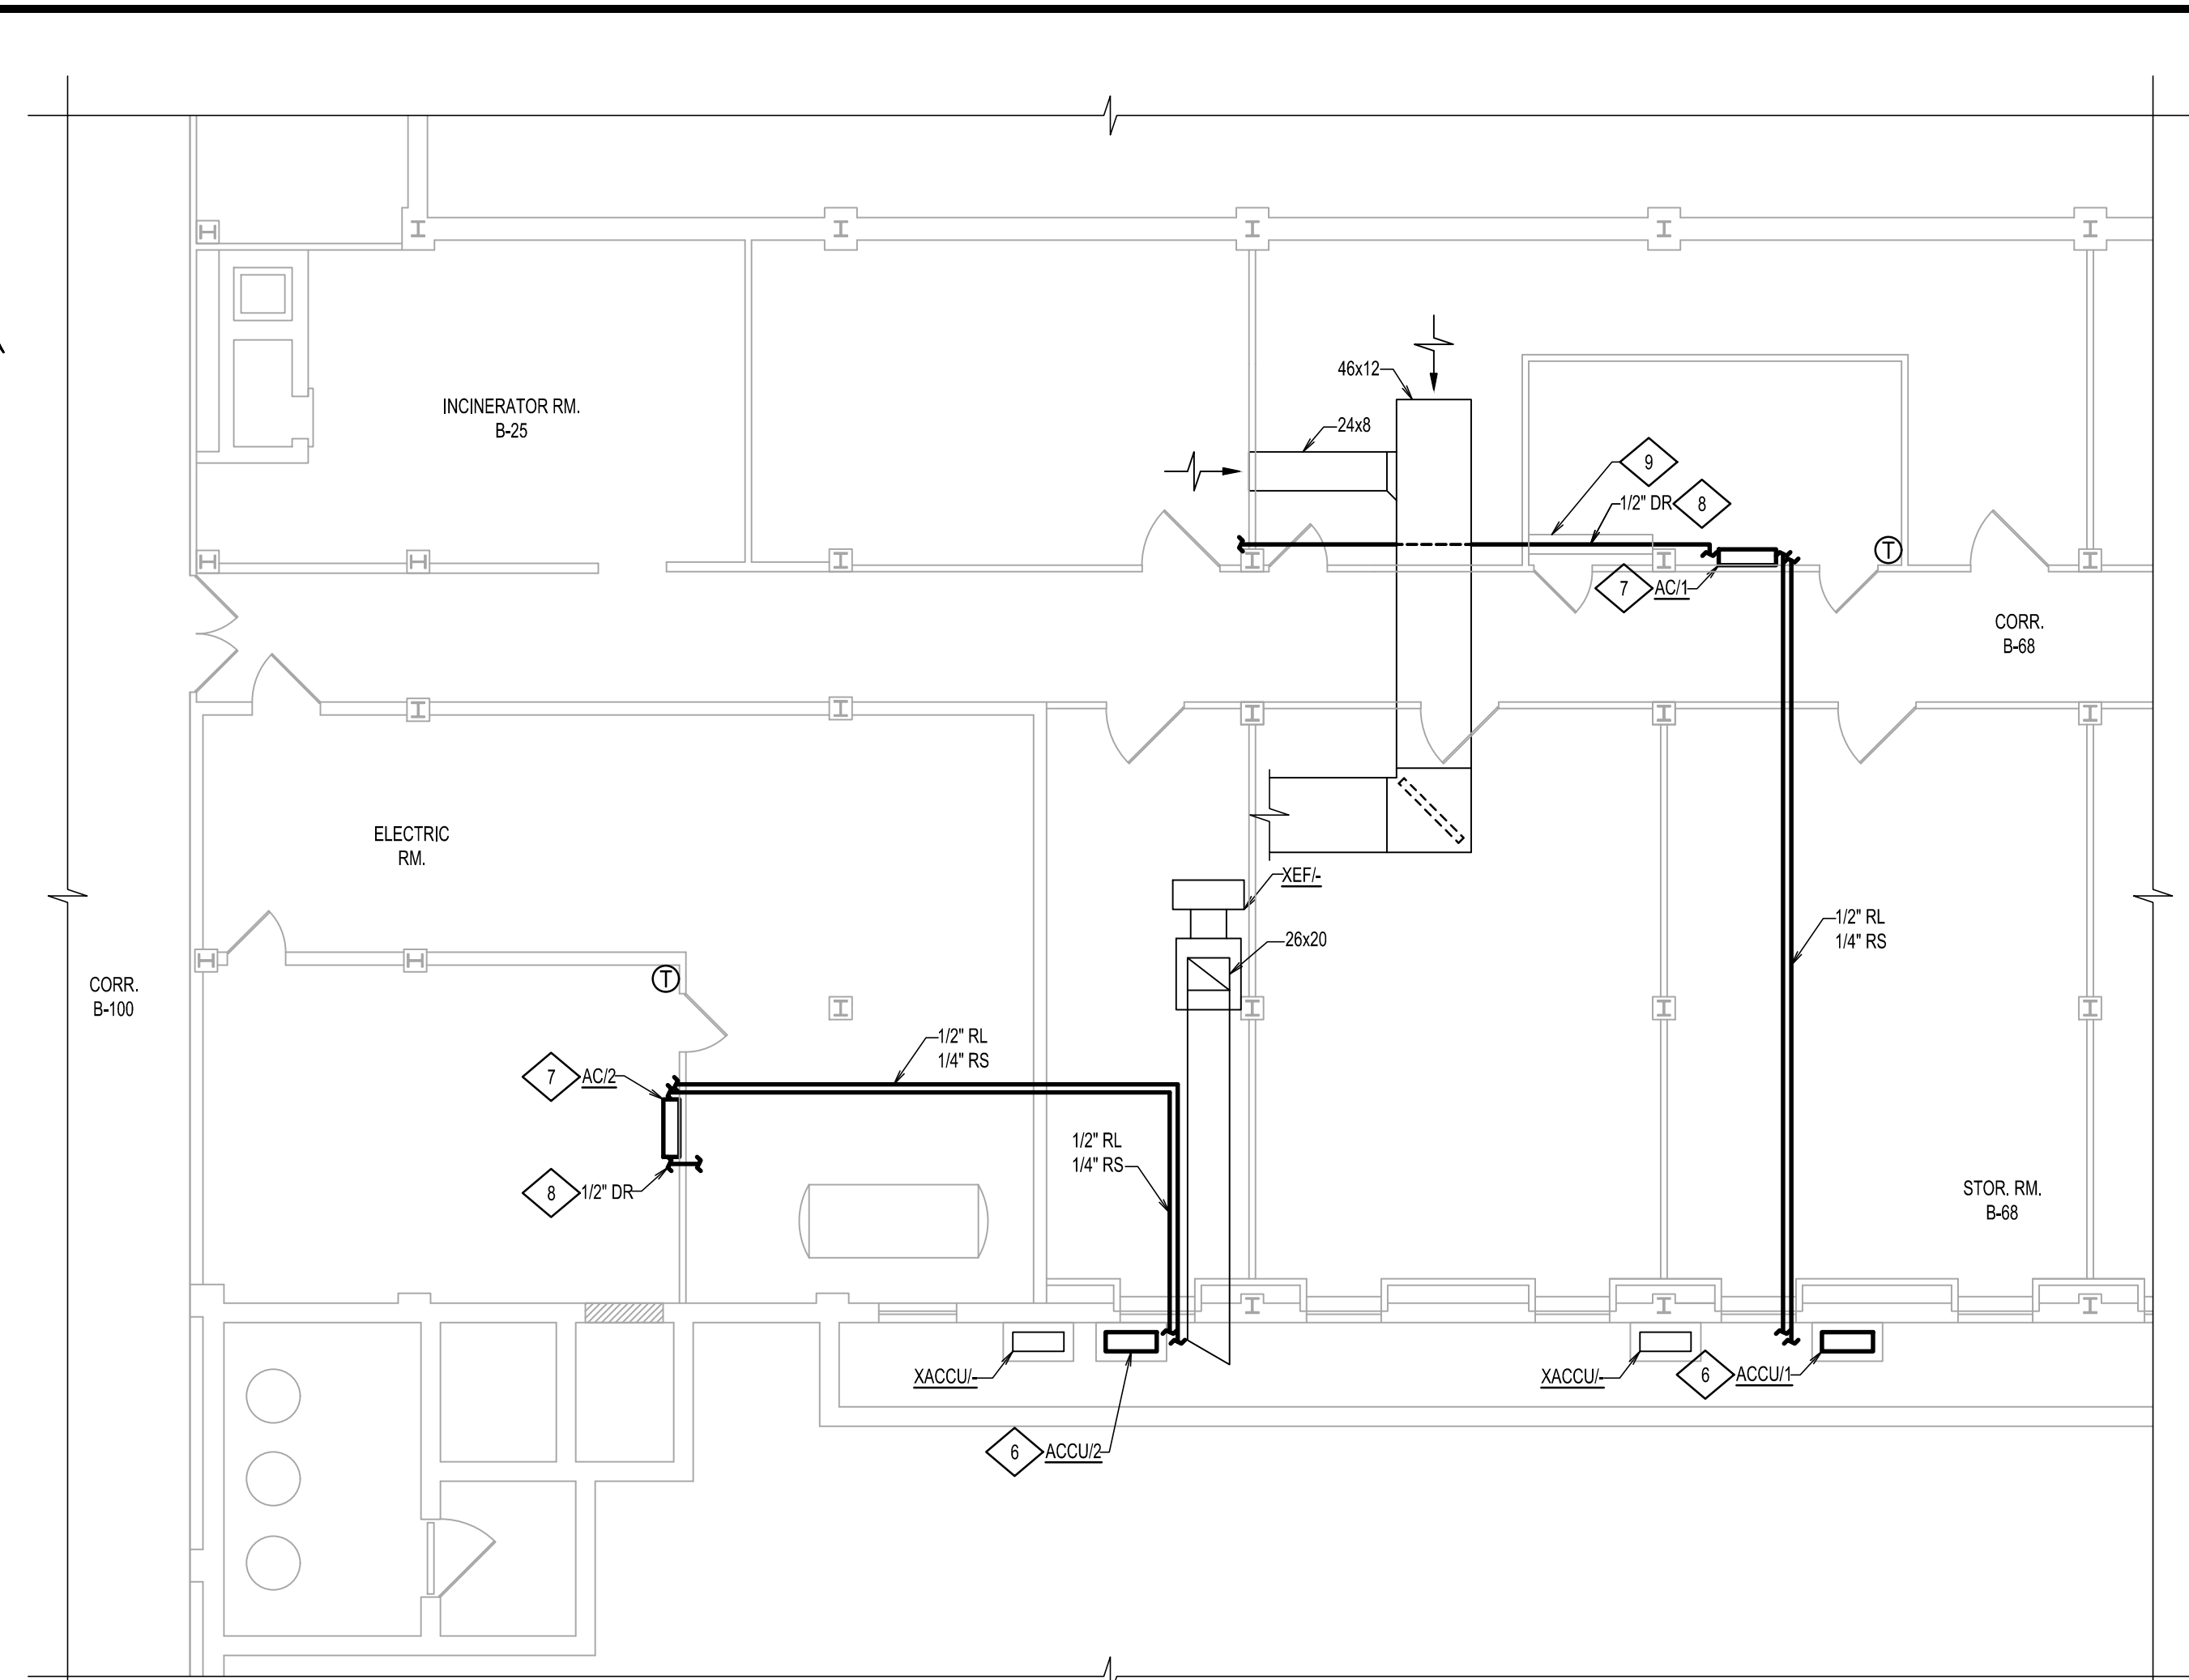 46x12
24x8
INCINERATOR RM.
B-25
9
1/2" DR
8
T
7
AC/1
CORR.
B-68
ELECTRIC
RM.
XEF/-
1/2" RL
1/4" RS
26x20
CORR.
B-100
T
1/2" RL
1/4" RS
7
AC/2
1/2" RL
1/4" RS
8
1/2" DR
STOR. RM.
B-68
XACCU/-
XACCU/-
6
ACCU/1
6
ACCU/2